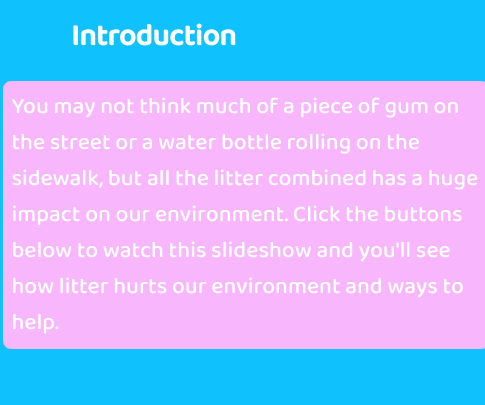 Introduction
You may not think much of a piece of gum on
the street or a water bottle rolling on the
sidewalk, but all the litter combined has a huge
impact on our environment. Click the buttons
below to watch this slideshow and you'll see
how litter hurts our environment and ways to
help.